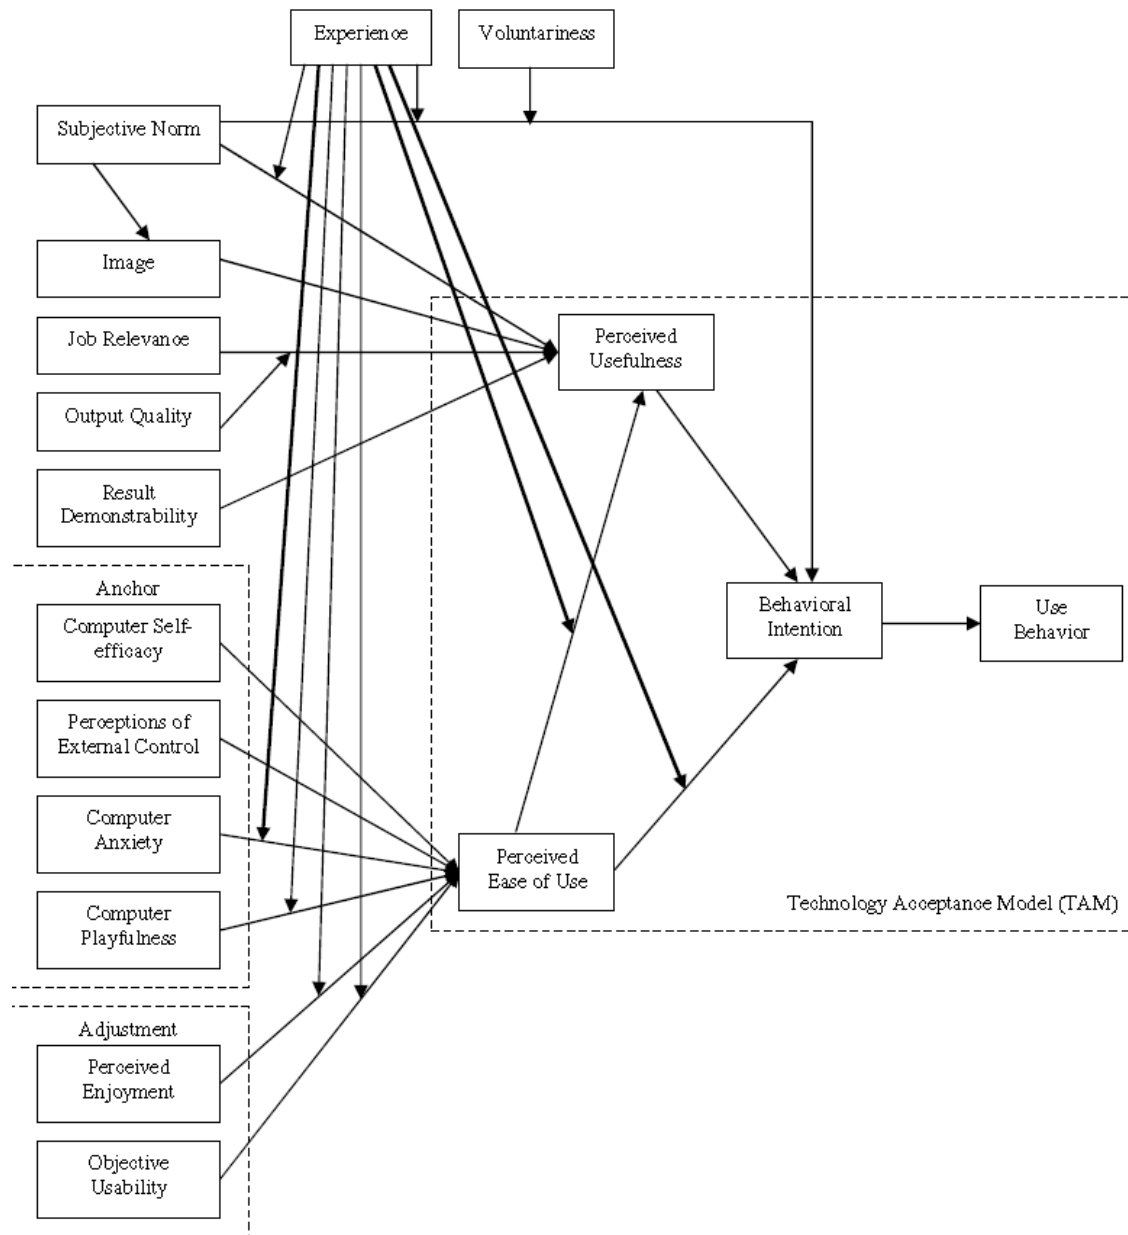 Experience
Voluntariness
Subjective Norm
Image
Job Relevance
Perceived
Usefulness
Output Quality
Result
Demonstrability
Anchor
Computer Self-
efficacy
Behavioral
Intention
Use
Behavior
Perceptions of
External Control
Computer
Anxiety
Perceived
Ease of Use
Technology Acceptance Model (TAM)
Computer
Playfulness
Adjustment
Perceived
Enjoyment
Objective
Usability